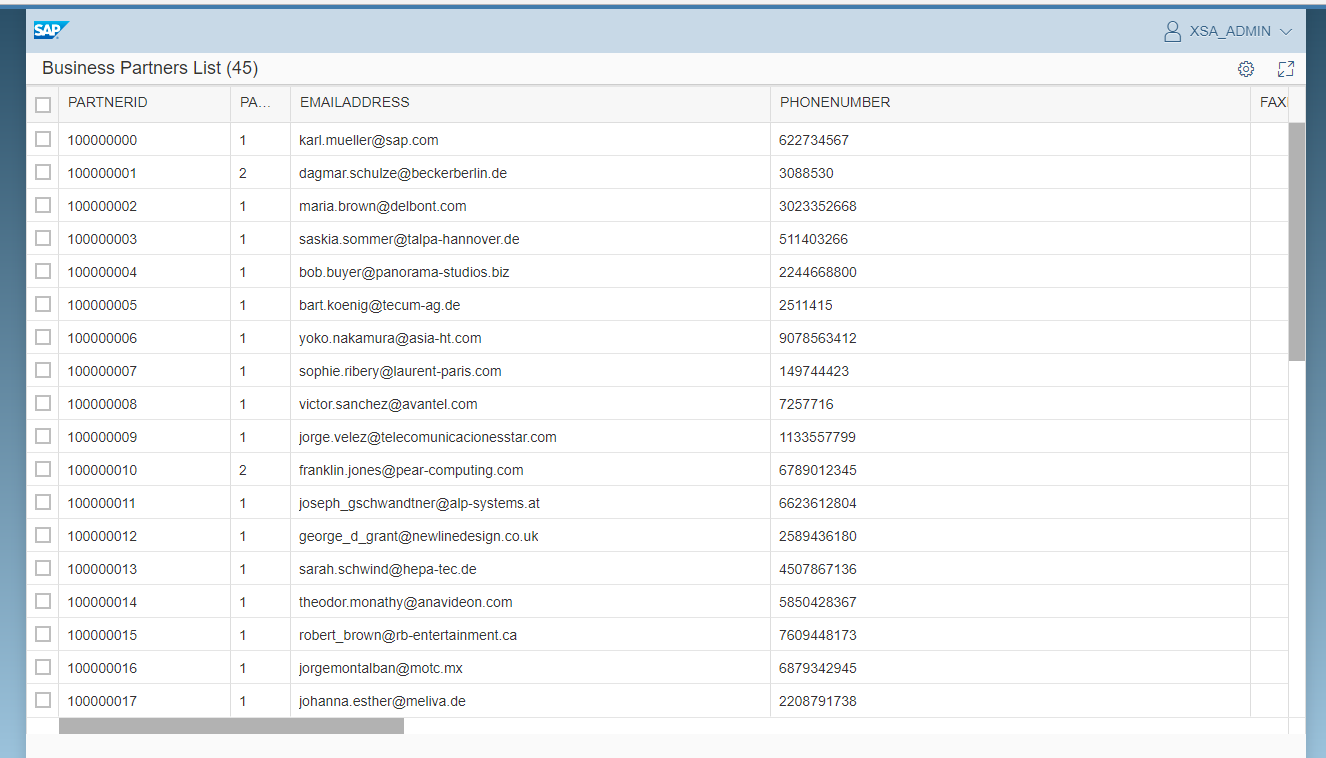 SAP XSA_ADMIN
Business Partners List (45)
PARTNERID PA... EMAILADDRESS PHONENUMBER FAX
100000000 1 karl.mueller@sap.com 622734567
100000001 2 dagmar.schulze@beckerberlin.de 3088530
100000002 1 maria.brown@delbont.com 3023352668
100000003 1 saskia.sommer@talpa-hannover.de 511403266
100000004 1 bob.buyer@panorama-studios.biz 2244668800
100000005 1 bart.koenig@tecum-ag.de 2511415
100000006 1 yoko.nakamura@asia-ht.com 9078563412
100000007 1 sophie.ribery@laurent-paris.com 149744423
100000008 1 victor.sanchez@avantel.com 7257716
100000009 1 jorge.velez@telecomunicacionesstar.com 1133557799
100000010 2 franklin.jones@pear-computing.com 6789012345
100000011 1 joseph_gschwandtner@alp-systems.at 6623612804
100000012 1 george_d_grant@newlinedesign.co.uk 2589436180
100000013 1 sarah.schwind@hepa-tec.de 4507867136
100000014 1 theodor.monathy@anavideon.com 5850428367
100000015 1 robert_brown@rb-entertainment.ca 7609448173
100000016 1 jorgemontalban@motc.mx 6879342945
100000017 1 johanna.esther@meliva.de 2208791738